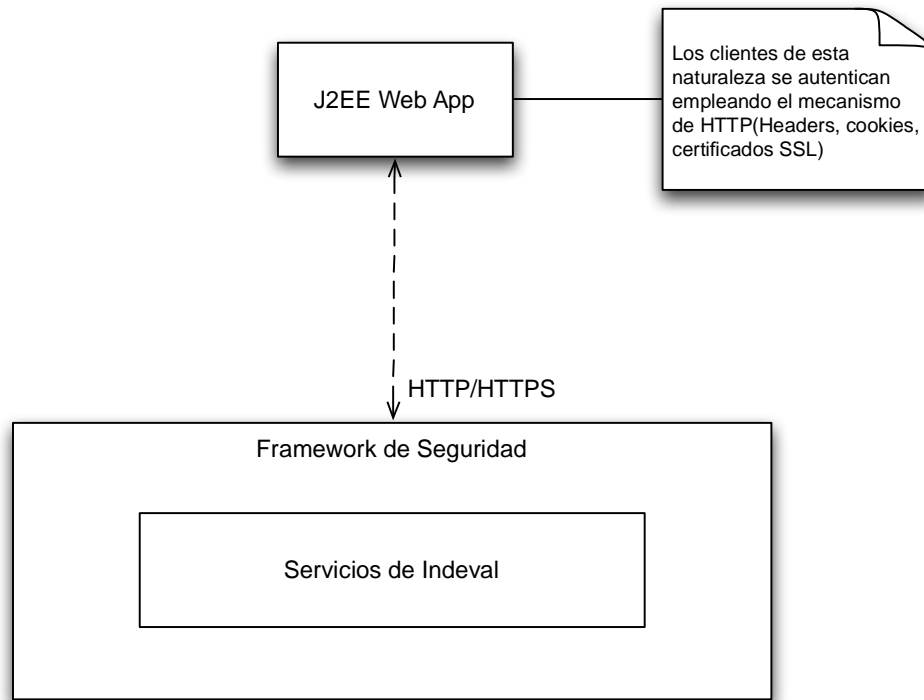 J2EE Web App
Los clientes de esta
naturaleza se autentican
empleando el mecanismo
de HTTP(Headers, cookies,
certificados SSL)
HTTP/HTTPS
Framework de Seguridad
Servicios de Indeval